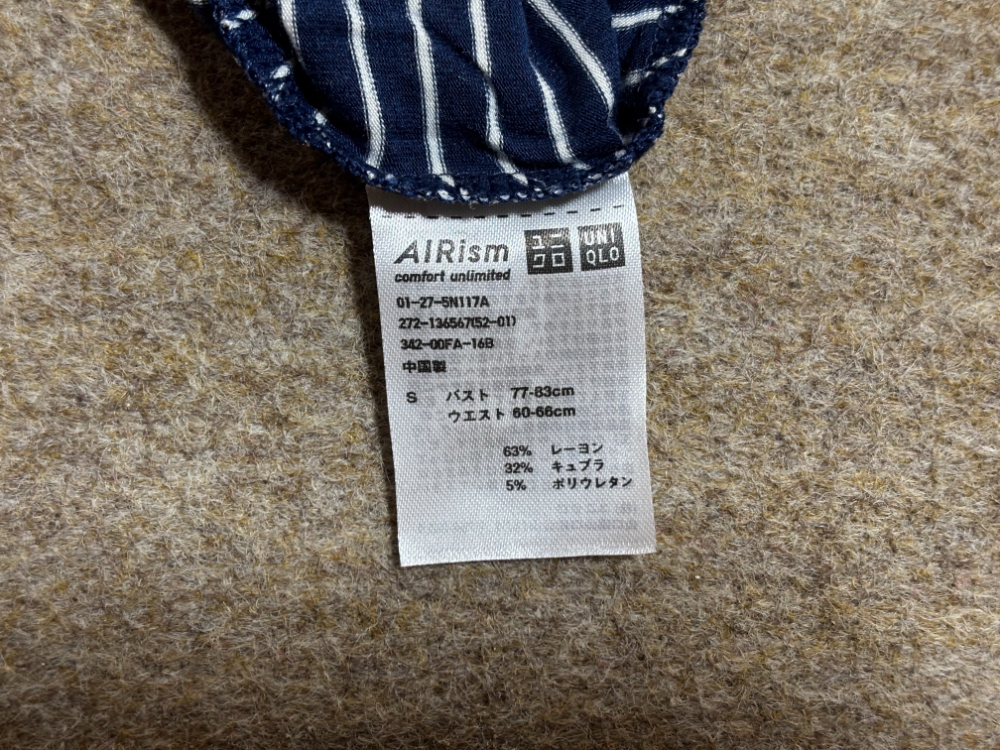 AIRism
comfort unlimited
ユニ
クロ
UNI
QLO
01-27-5N117A
272-136567(52-01)
342-00FA-16B
中国製
S バスト 77-83cm
ウエスト 60-66cm
63% レーヨン
32% キュプラ
5% ポリウレタン